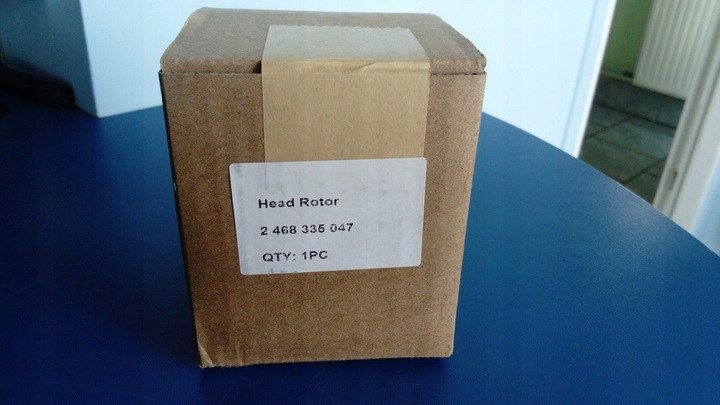 Head Rotor
2 468 335 047
QTY: 1PC